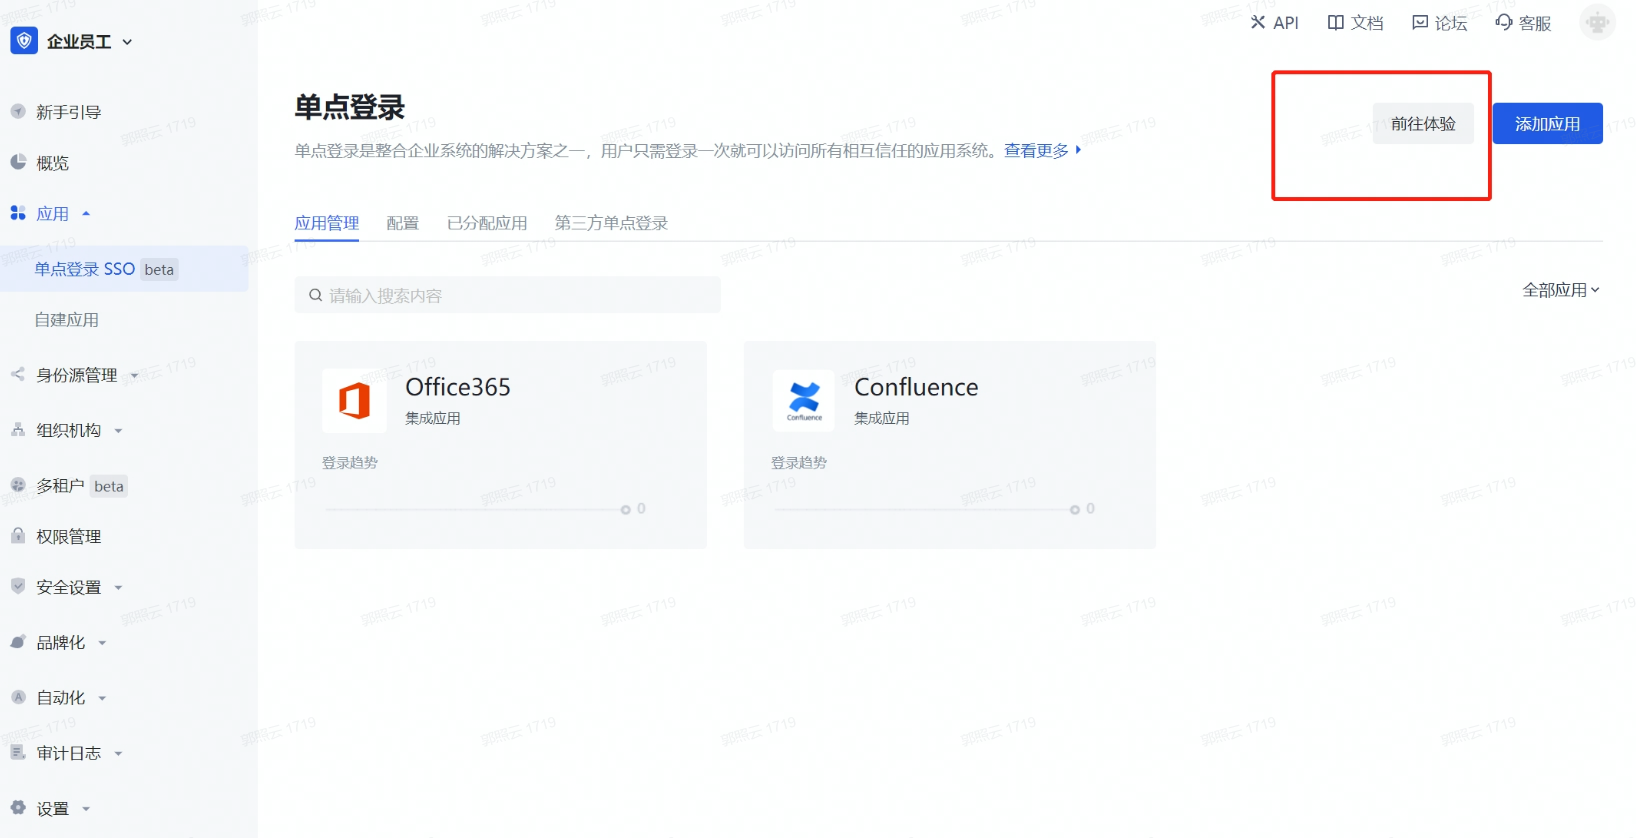 企业员工
API
文档
论坛
客服
新手引导
概览
应用
单点登录 SSO beta
自建应用
身份源管理
组织机构
多租户 beta
权限管理
安全设置
品牌化
自动化
审计日志
设置
单点登录
单点登录是整合企业系统的解决方案之一，用户只需登录一次就可以访问所有相互信任的应用系统。查看更多
前往体验
添加应用
应用管理
配置
已分配应用
第三方单点登录
请输入搜索内容
全部应用
Office365
集成应用
登录趋势
0
Confluence
Confluence
集成应用
登录趋势
0